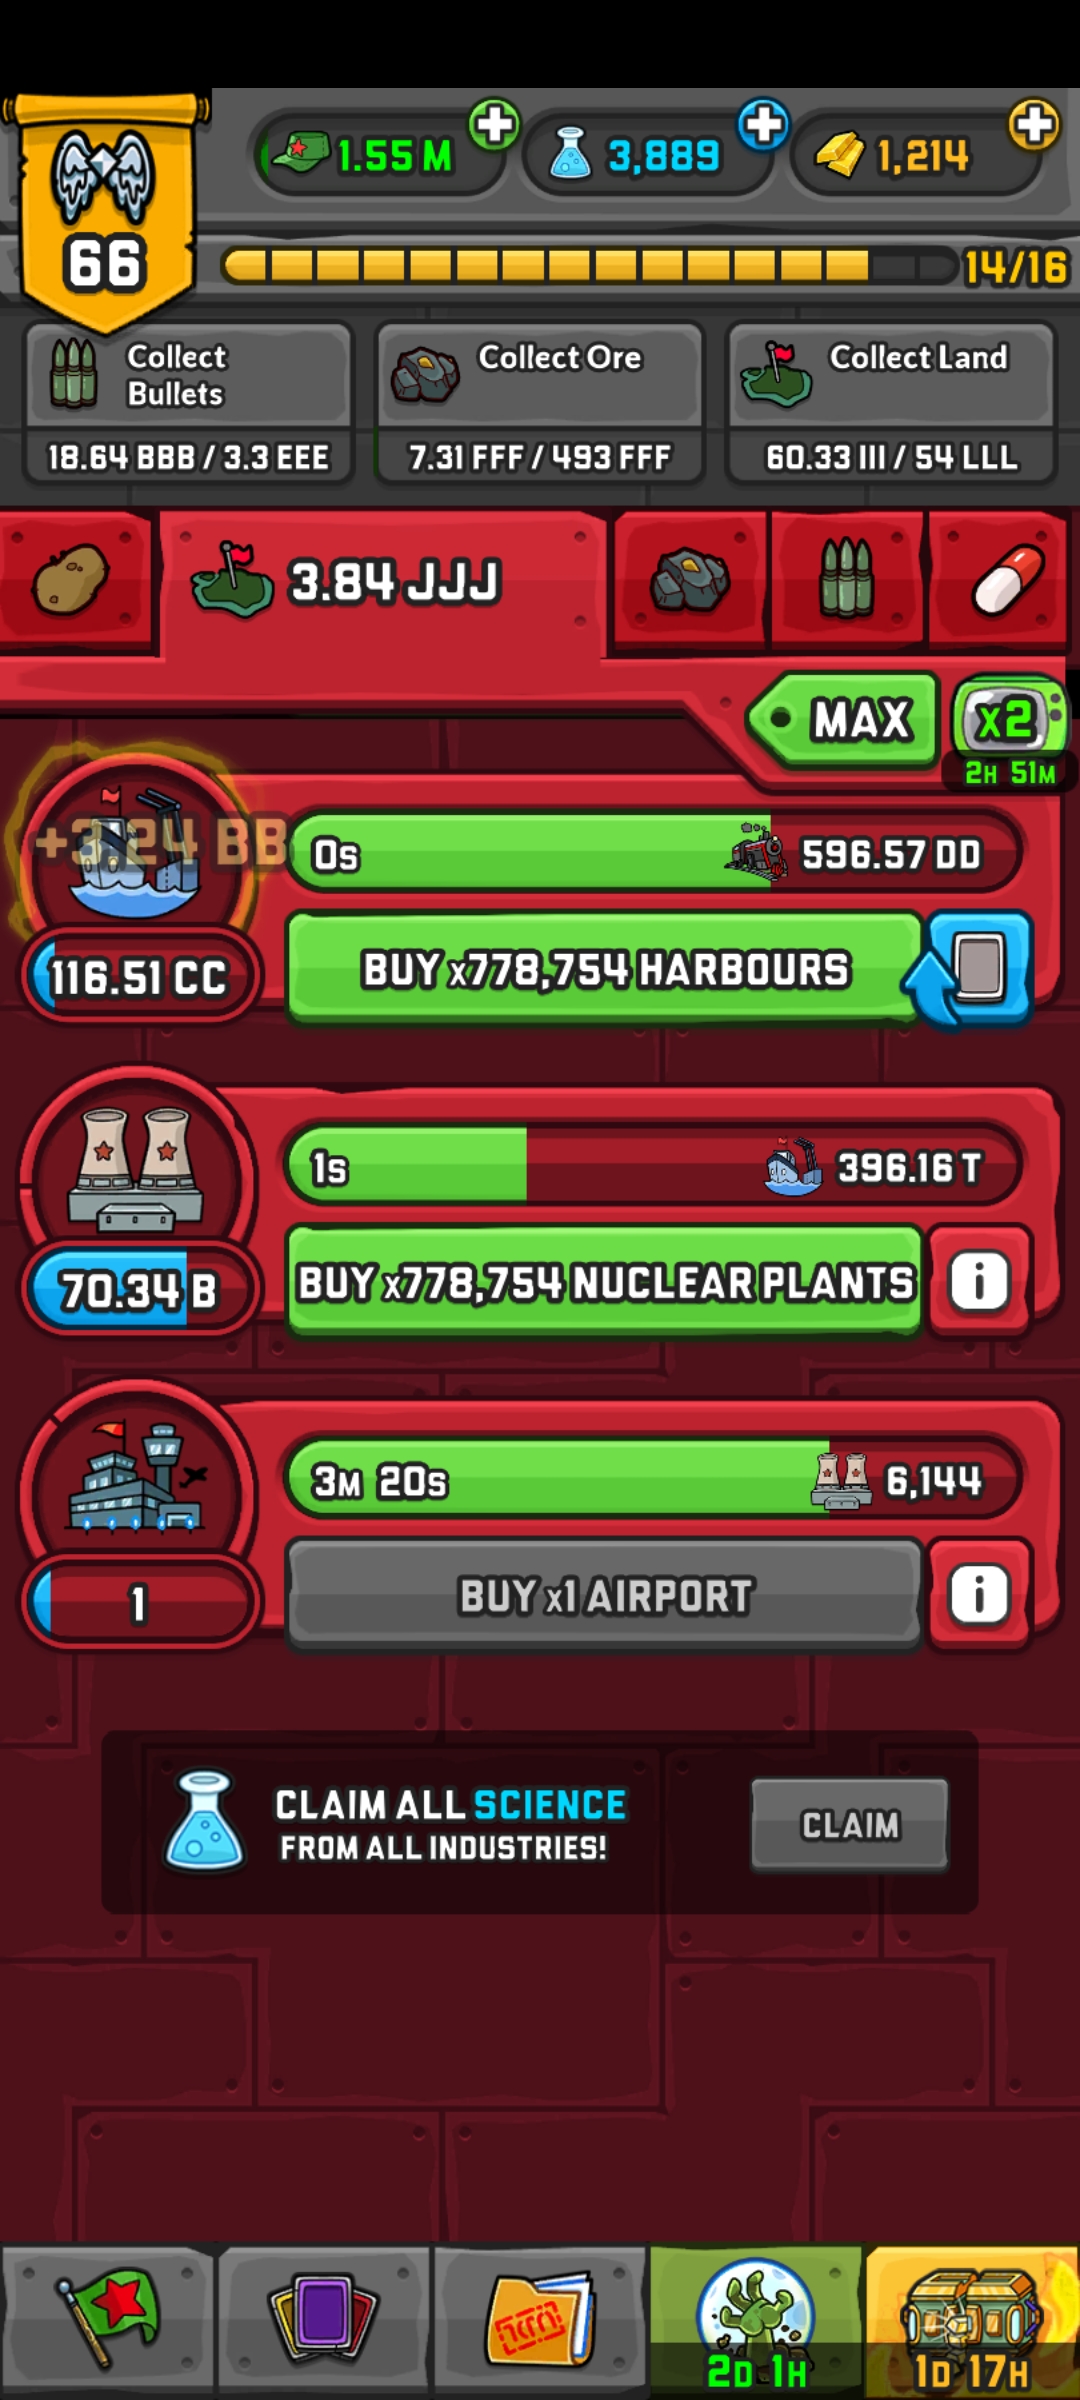 1.55 M
3,889
1,214
66
14/16
Collect
Bullets
18.64 BBB / 3.3 EEE
Collect Ore
7.31 FFF / 493 FFF
Collect Land
60.33 III / 54 LLL
3.84 JJJ
MAX
x2
2H 51M
+3.24 BB
0s
596.57 DD
116.51 CC
BUY x778,754 HARBOURS
1s
396.16 T
70.34 B
BUY x778,754 NUCLEAR PLANTS
i
3M 20s
6,144
1
BUY x1 AIRPORT
i
CLAIM ALL SCIENCE
FROM ALL INDUSTRIES!
CLAIM
2D 1H
1D 17H